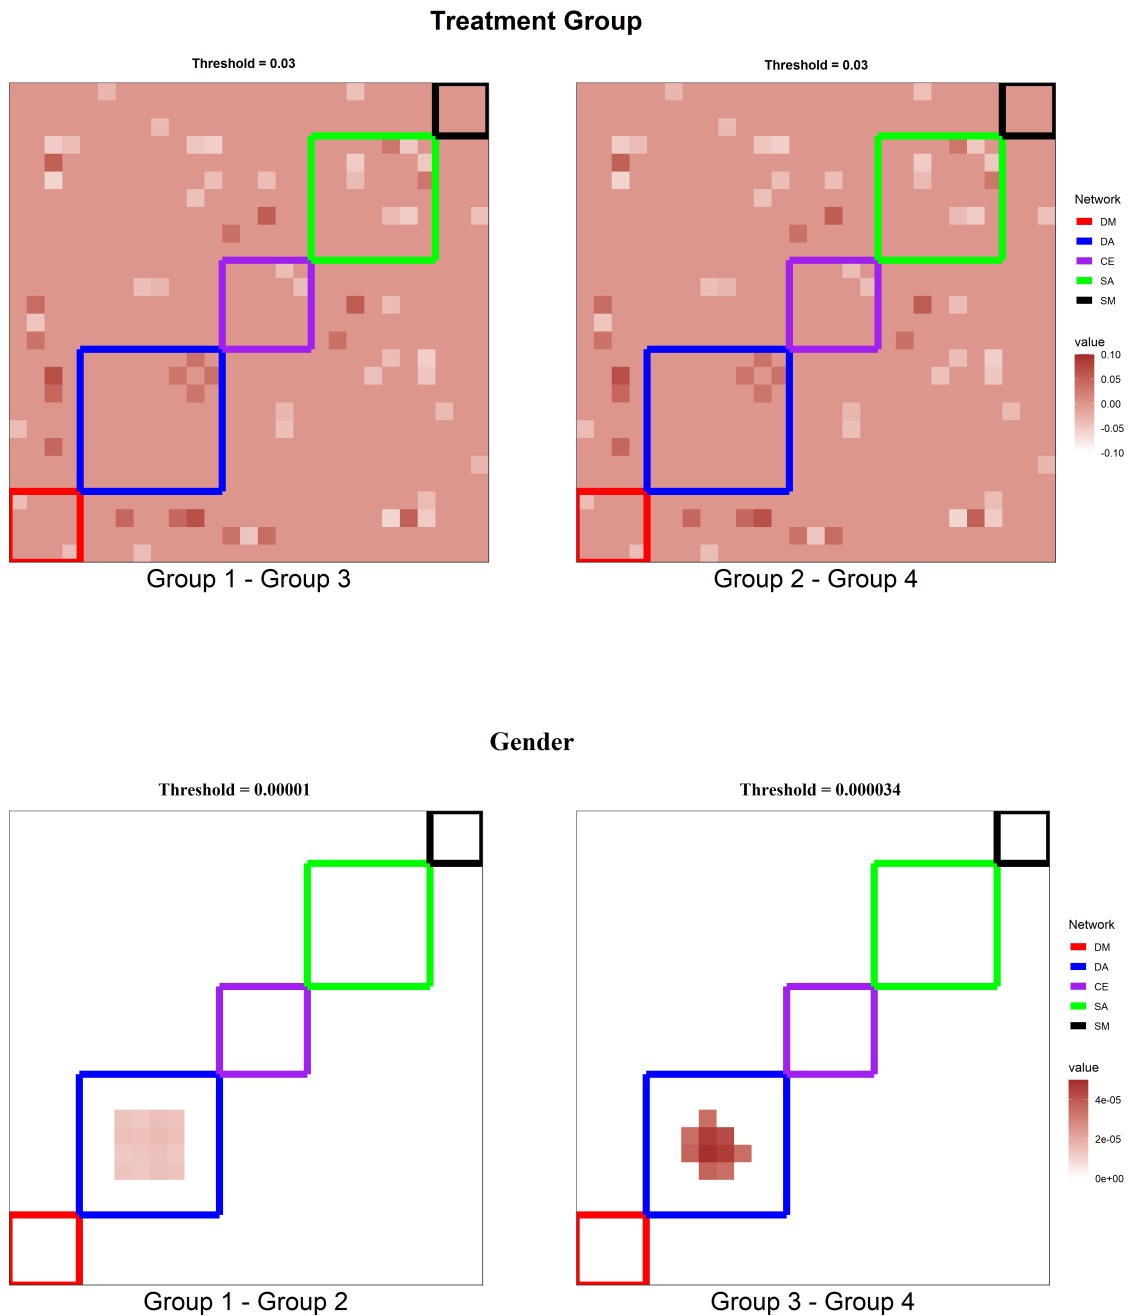 Treatment Group
Threshold = 0.03
Threshold = 0.03
Network
DM
DA
CE
SA
SM
value
0.10
0.05
0.00
-0.05
-0.10
Group 1 - Group 3
Group 2 - Group 4
Gender
Threshold = 0.00001
Threshold = 0.000034
Network
DM
DA
CE
SA
SM
value
4e-05
2e-05
0e+00
Group 1 - Group 2
Group 3 - Group 4